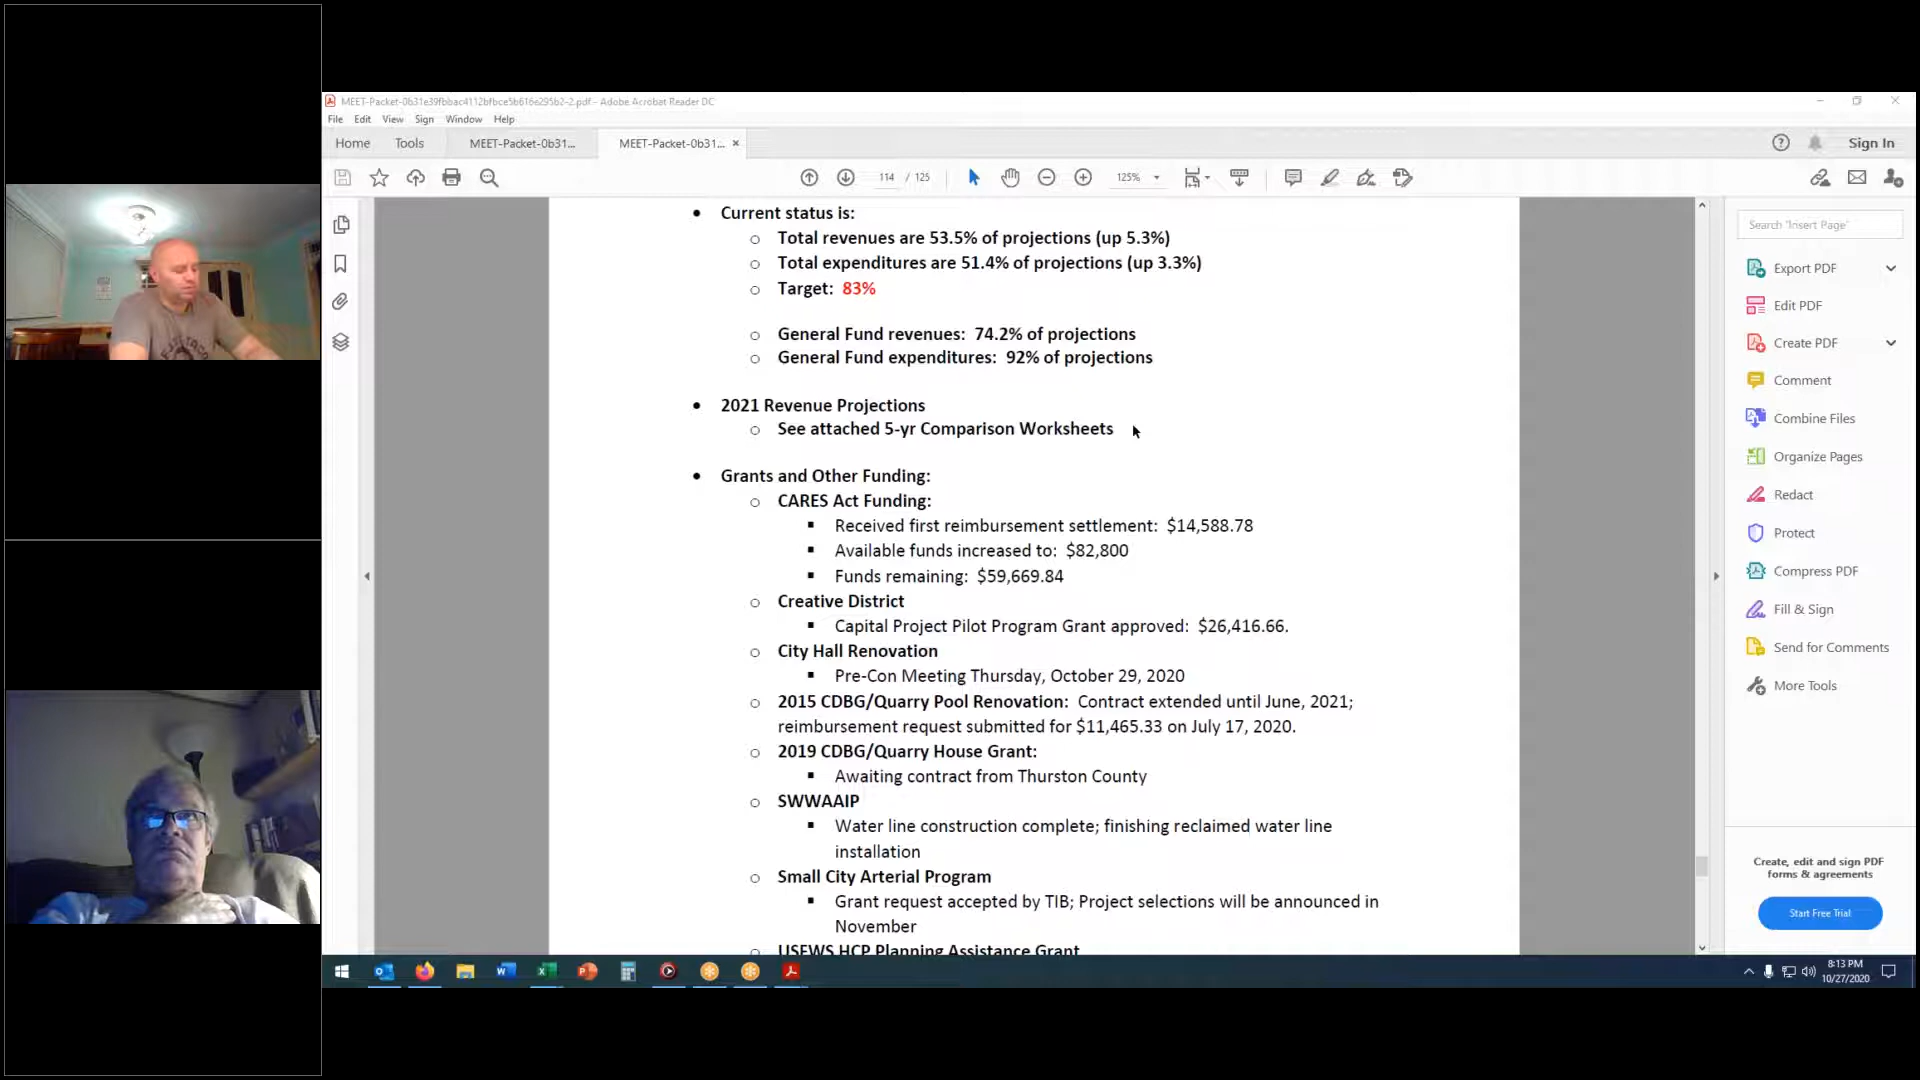 MEET-Packet-0b31e39fbbac4112bfbce5b616e295b2-2.pdf - Adobe Acrobat Reader DC
File Edit View Sign Window Help
Home Tools MEET-Packet-0b31... MEET-Packet-0b31... × Sign In
114 / 125 125%
• Current status is:
○ Total revenues are 53.5% of projections (up 5.3%)
○ Total expenditures are 51.4% of projections (up 3.3%)
○ Target: 83%
○ General Fund revenues: 74.2% of projections
○ General Fund expenditures: 92% of projections
• 2021 Revenue Projections
○ See attached 5-yr Comparison Worksheets
• Grants and Other Funding:
○ CARES Act Funding:
▪ Received first reimbursement settlement: $14,588.78
▪ Available funds increased to: $82,800
▪ Funds remaining: $59,669.84
○ Creative District
▪ Capital Project Pilot Program Grant approved: $26,416.66.
○ City Hall Renovation
▪ Pre-Con Meeting Thursday, October 29, 2020
○ 2015 CDBG/Quarry Pool Renovation: Contract extended until June, 2021;
reimbursement request submitted for $11,465.33 on July 17, 2020.
○ 2019 CDBG/Quarry House Grant:
▪ Awaiting contract from Thurston County
○ SWWAAIP
▪ Water line construction complete; finishing reclaimed water line
installation
○ Small City Arterial Program
▪ Grant request accepted by TIB; Project selections will be announced in
November
○ USFWS HCP Planning Assistance Grant
Search "Insert Page"
Export PDF
Edit PDF
Create PDF
Comment
Combine Files
Organize Pages
Redact
Protect
Compress PDF
Fill & Sign
Send for Comments
More Tools
Create, edit and sign PDF
forms & agreements
Start Free Trial
8:13 PM
10/27/2020